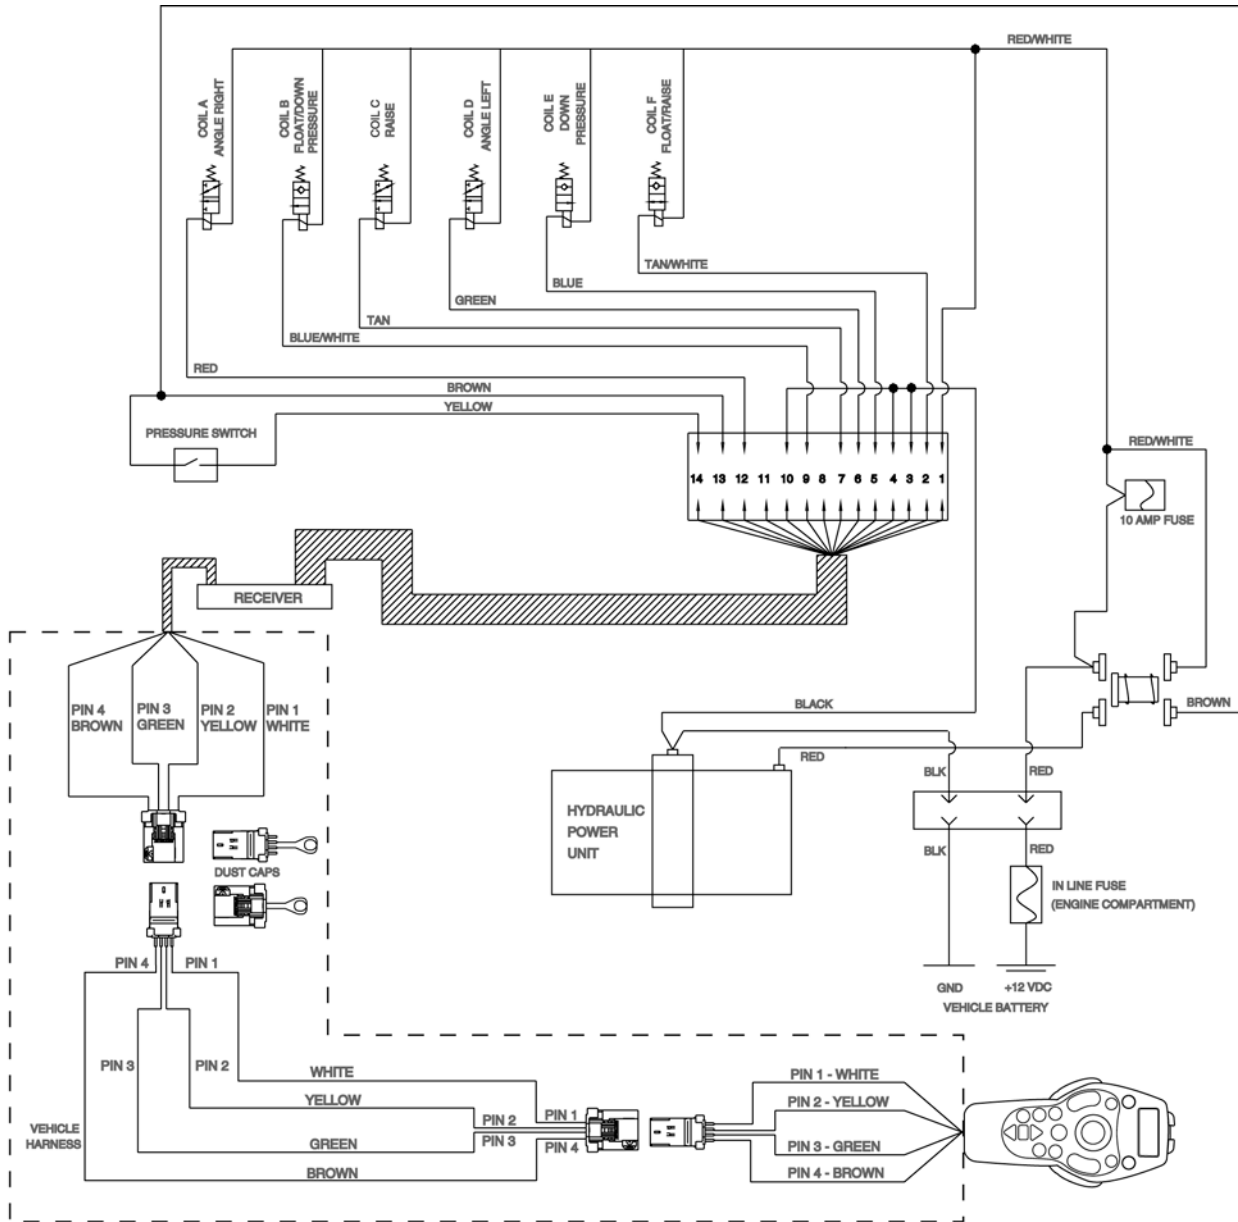 RED/WHITE
COIL A
ANGLE RIGHT
COIL B
FLOAT/DOWN
PRESSURE
COIL C
RAISE
COIL D
ANGLE LEFT
COIL E
DOWN
PRESSURE
COIL F
FLOAT/RAISE
TAN/WHITE
BLUE
GREEN
TAN
BLUE/WHITE
RED
BROWN
YELLOW
PRESSURE SWITCH
RED/WHITE
14 13 12 11 10 9 8 7 6 5 4 3 2 1
10 AMP FUSE
RECEIVER
PIN 4
BROWN
PIN 3
GREEN
PIN 2
YELLOW
PIN 1
WHITE
BLACK
BROWN
RED
BLK
RED
HYDRAULIC
POWER
UNIT
BLK
RED
DUST CAPS
IN LINE FUSE
(ENGINE COMPARTMENT)
PIN 4
PIN 1
GND
+12 VDC
VEHICLE BATTERY
PIN 3
PIN 2
WHITE
PIN 1 - WHITE
YELLOW
PIN 2 - YELLOW
PIN 1
PIN 2
VEHICLE
HARNESS
GREEN
PIN 3
PIN 4
PIN 3 - GREEN
BROWN
PIN 4 - BROWN